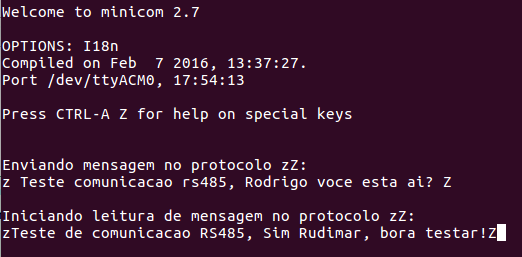 Welcome to minicom 2.7
OPTIONS: I18n
Compiled on Feb  7 2016, 13:37:27.
Port /dev/ttyACM0, 17:54:13
Press CTRL-A Z for help on special keys
Enviando mensagem no protocolo zZ:
z Teste comunicacao rs485, Rodrigo voce esta ai? Z
Iniciando leitura de mensagem no protocolo zZ:
zTeste de comunicacao RS485, Sim Rudimar, bora testar!Z